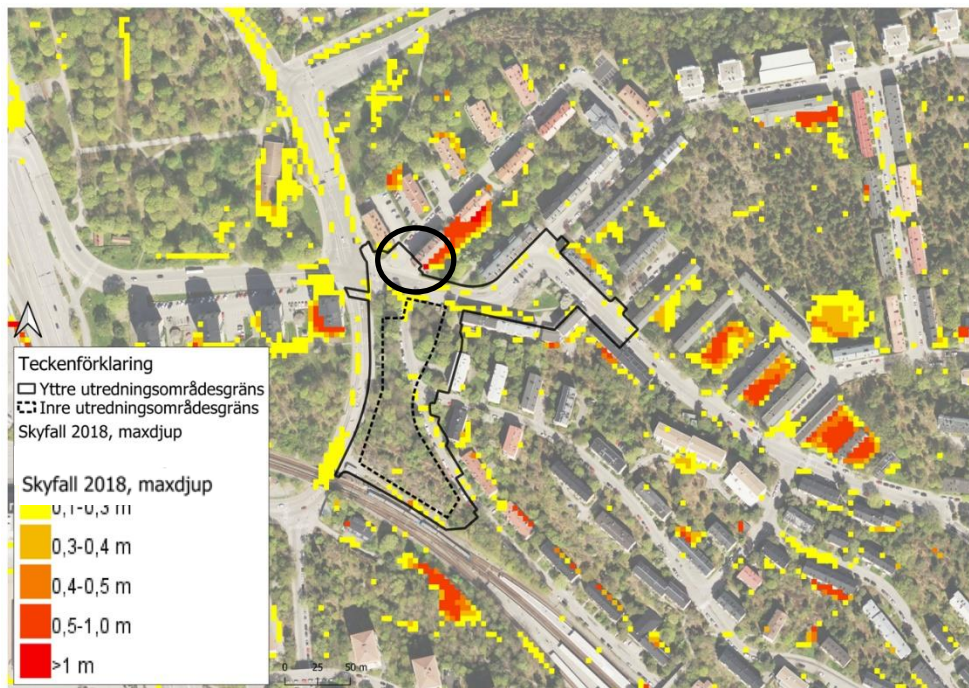 Teckenförklaring
Yttre utredningsområdesgräns
Inre utredningsområdesgräns
Skyfall 2018, maxdjup
Skyfall 2018, maxdjup
0,1-0,3 m
0,3-0,4 m
0,4-0,5 m
0,5-1,0 m
>1 m
0 25 50 m